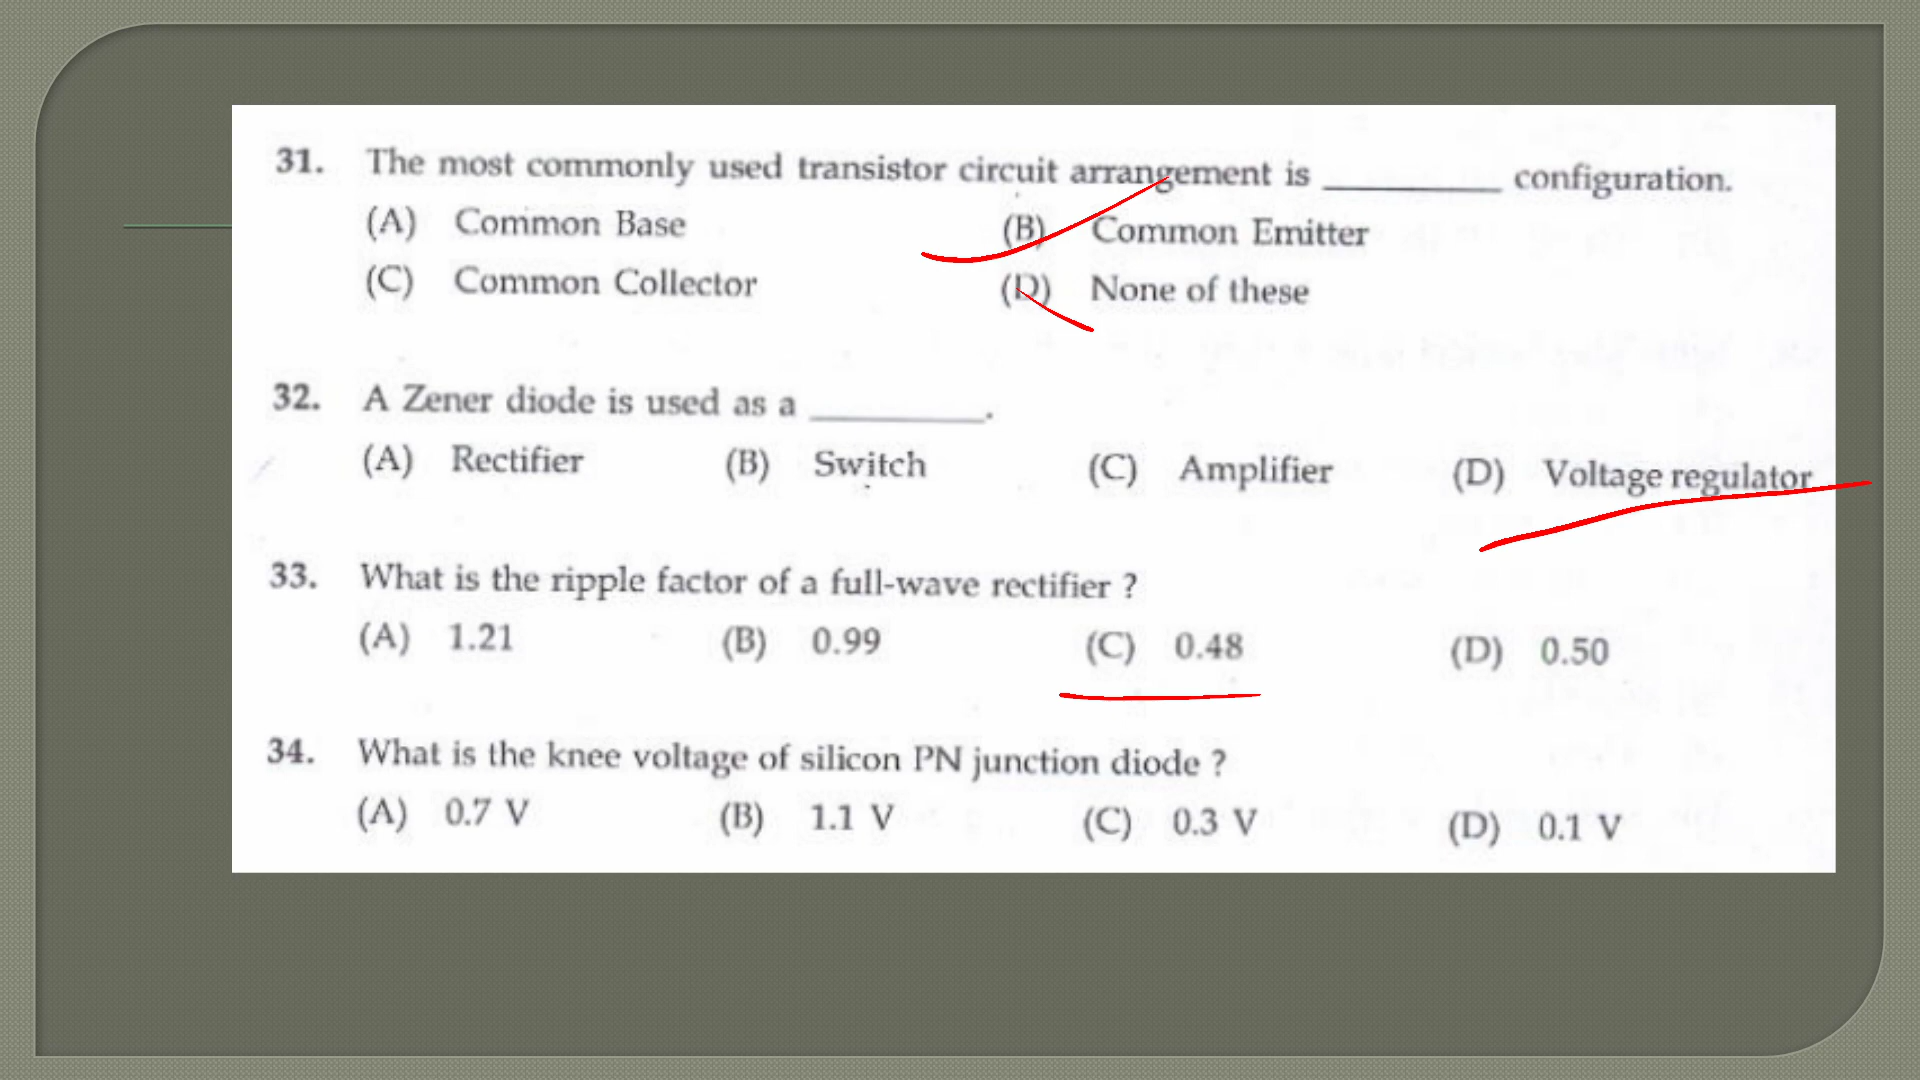 31. The most commonly used transistor circuit arrangement is __________ configuration.
(A) Common Base (B) Common Emitter
(C) Common Collector (D) None of these
32. A Zener diode is used as a __________.
(A) Rectifier (B) Switch (C) Amplifier (D) Voltage regulator
33. What is the ripple factor of a full-wave rectifier ?
(A) 1.21 (B) 0.99 (C) 0.48 (D) 0.50
34. What is the knee voltage of silicon PN junction diode ?
(A) 0.7 V (B) 1.1 V (C) 0.3 V (D) 0.1 V